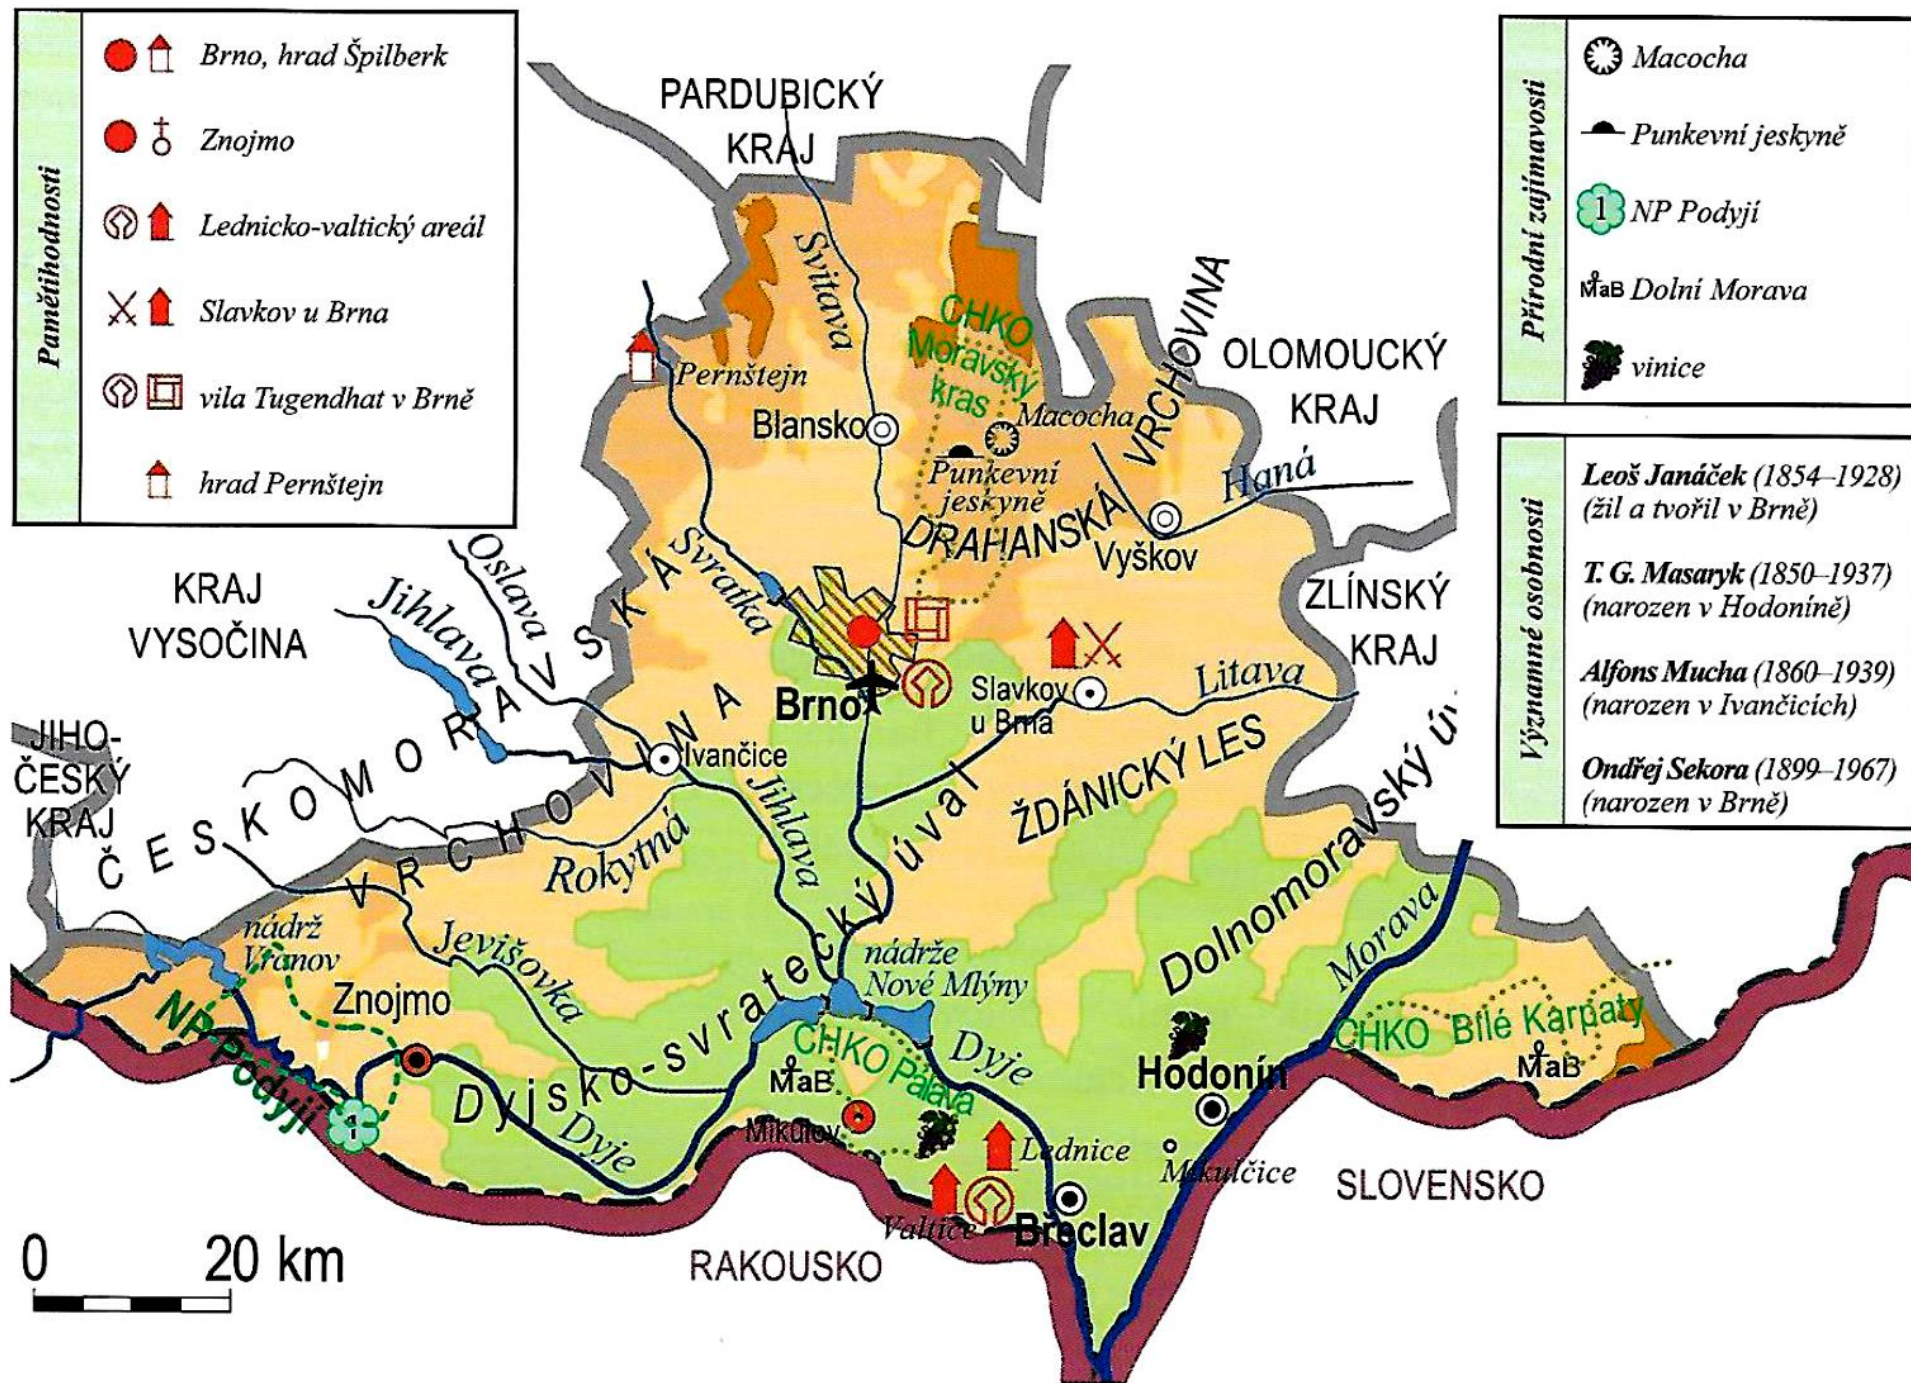 Pamětihodnosti
Brno, hrad Špilberk
Znojmo
Lednicko-valtický areál
Slavkov u Brna
vila Tugendhat v Brně
hrad Pernštejn
Přírodní zajímavosti
Macocha
Punkevní jeskyně
1 NP Podyjí
MaB Dolní Morava
vinice
Významné osobnosti
Leoš Janáček (1854–1928)
(žil a tvořil v Brně)
T. G. Masaryk (1850–1937)
(narozen v Hodoníně)
Alfons Mucha (1860–1939)
(narozen v Ivančicích)
Ondřej Sekora (1899–1967)
(narozen v Brně)
PARDUBICKÝ
KRAJ
OLOMOUCKÝ
KRAJ
ZLÍNSKÝ
KRAJ
KRAJ
VYSOČINA
JIHO-
ČESKÝ
KRAJ
Svitava
CHKO
Moravský
kras
Pernštejn
Blansko
Macocha
Punkevní
jeskyně
DRAHANSKÁ
VRCHOVINA
Haná
Vyškov
Svratka
Oslava
Jihlava
ČESKOMORAVSKÁ
VRCHOVINA
Brno
Slavkov
u Brna
Litava
Ivančice
Jihlava
Rokytná
ŽDÁNICKÝ LES
Dyjsko-svratecký úval
Dolnomoravský úv
Morava
nádrž
Vranov
Jevišovka
Znojmo
nádrže
Nové Mlýny
NP Podyjí
1
CHKO Pálava
MaB
Dyje
Dyje
Mikulov
Lednice
Valtice
Břeclav
Hodonín
Mikulčice
CHKO Bílé Karpaty
MaB
SLOVENSKO
RAKOUSKO
0 20 km